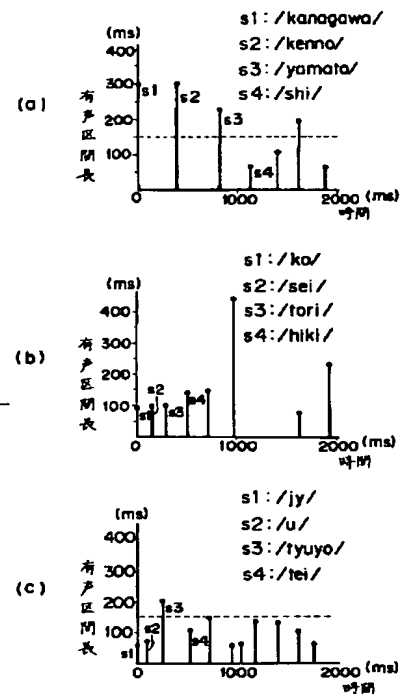 (a)
(ms)
400
300
200
100
0
1000
2000
(ms)
時間
有声区間長
s1
s2
s3
s4
s1:/kanagawa/
s2:/kenno/
s3:/yamato/
s4:/shi/
(b)
(ms)
400
300
200
100
0
1000
2000
(ms)
時間
有声区間長
s1
s2
s3
s4
s1:/ko/
s2:/sei/
s3:/tori/
s4:/hiki/
(c)
(ms)
400
300
200
100
0
1000
2000
(ms)
時間
有声区間長
s1
s2
s3
s4
s1:/jy/
s2:/u/
s3:/tyuyo/
s4:/tei/